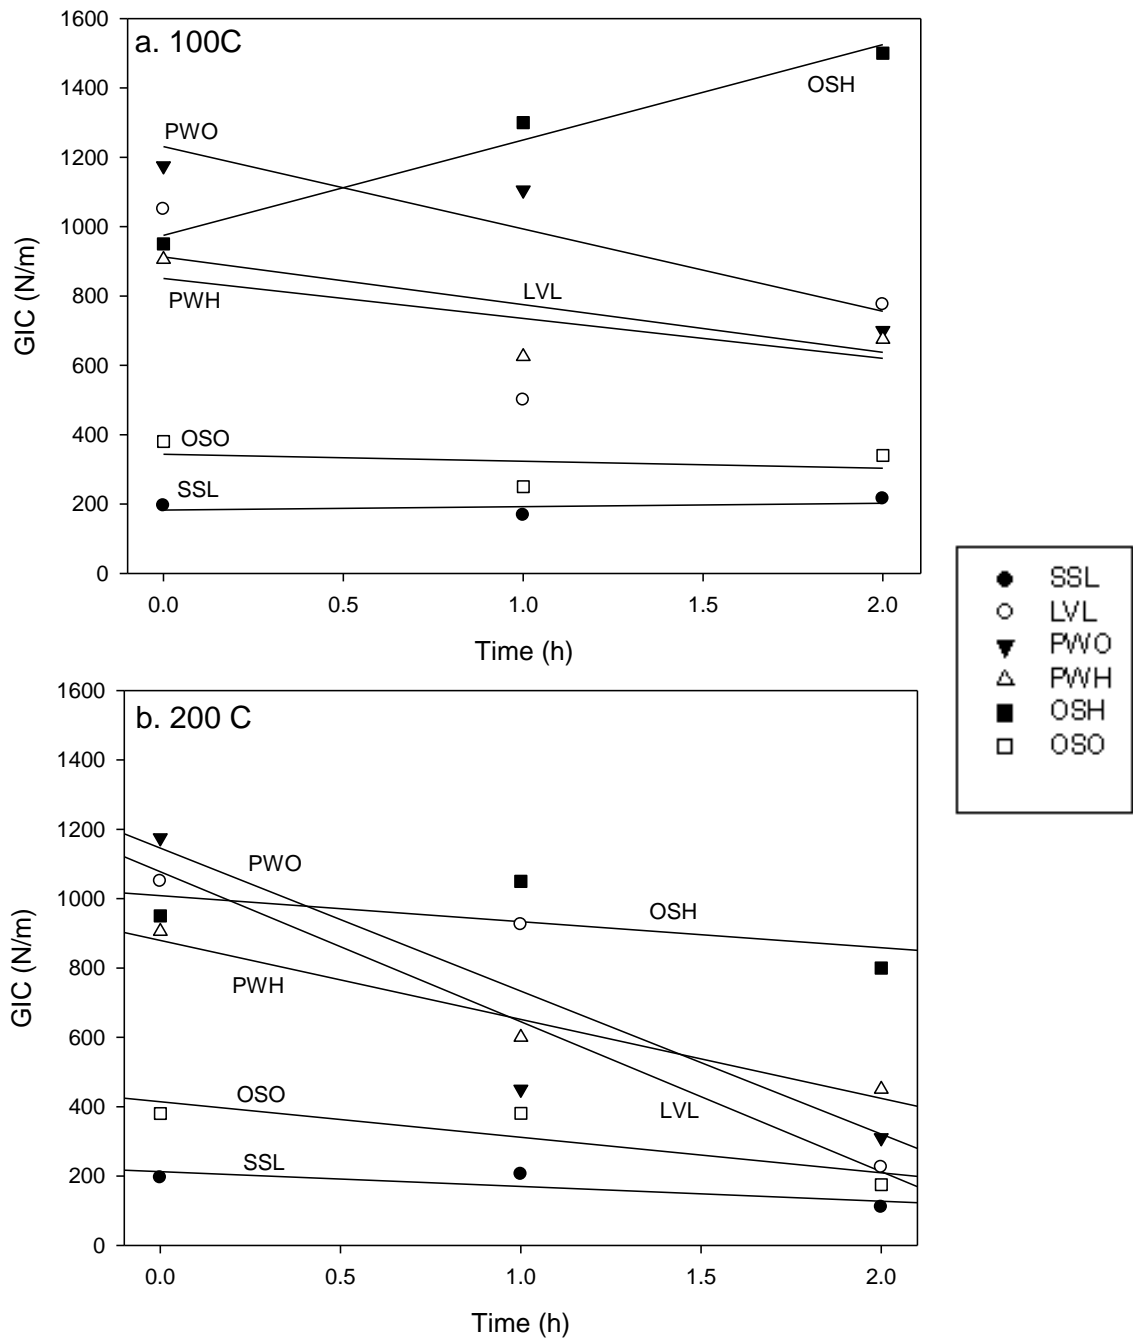 a. 100C
GIC (N/m)
1600
1400
1200
1000
800
600
400
200
0
PWO
OSH
PWH
LVL
OSO
SSL
0.0 0.5 1.0 1.5 2.0
Time (h)
SSL
LVL
PWO
PWH
OSH
OSO
b. 200 C
GIC (N/m)
1600
1400
1200
1000
800
600
400
200
0
PWO
OSH
PWH
OSO
LVL
SSL
0.0 0.5 1.0 1.5 2.0
Time (h)